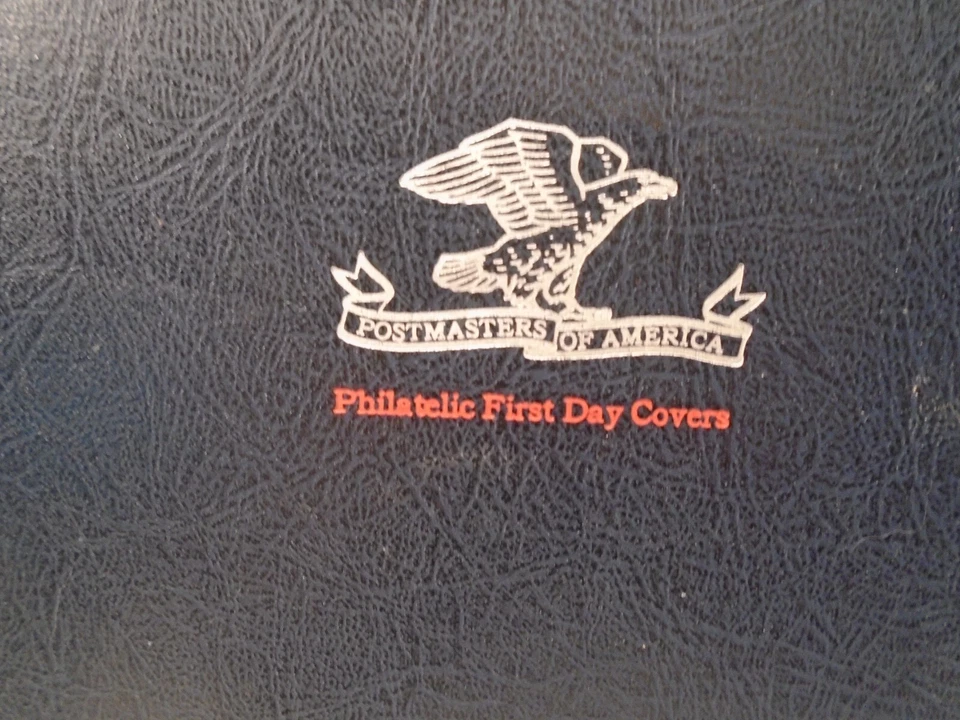 POSTMASTERS OF AMERICA
Philatelic First Day Covers